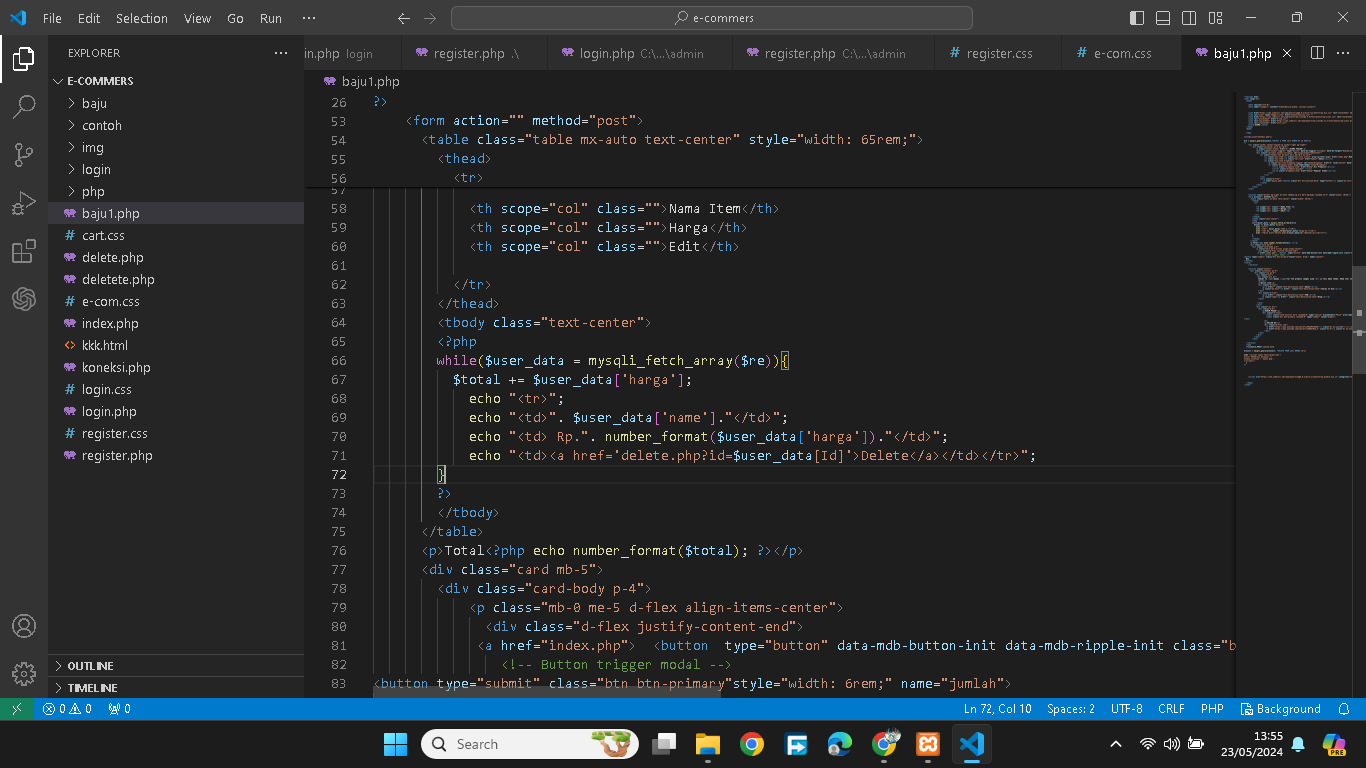 File Edit Selection View Go Run ··· e-commers
EXPLORER ···
E-COMMERS
baju
contoh
img
login
php
baju1.php
cart.css
delete.php
deletete.php
e-com.css
index.php
kkk.html
koneksi.php
login.css
login.php
register.css
register.php
OUTLINE
TIMELINE
in.php login register.php .\ login.php C:\...\admin register.php C:\...\admin register.css e-com.css baju1.php
baju1.php
26 ?>
53 <form action="" method="post">
54 <table class="table mx-auto text-center" style="width: 65rem;">
55 <thead>
56 <tr>
57
58 <th scope="col" class="">Nama Item</th>
59 <th scope="col" class="">Harga</th>
60 <th scope="col" class="">Edit</th>
61
62 </tr>
63 </thead>
64 <tbody class="text-center">
65 <?php
66 while($user_data = mysqli_fetch_array($re)){
67 $total += $user_data['harga'];
68 echo "<tr>";
69 echo "<td>". $user_data['name']."</td>";
70 echo "<td> Rp.". number_format($user_data['harga'])."</td>";
71 echo "<td><a href='delete.php?id=$user_data[Id]'>Delete</a></td></tr>";
72 }
73 ?>
74 </tbody>
75 </table>
76 <p>Total<?php echo number_format($total); ?></p>
77 <div class="card mb-5">
78 <div class="card-body p-4">
79 <p class="mb-0 me-5 d-flex align-items-center">
80 <div class="d-flex justify-content-end">
81 <a href="index.php"> <button type="button" data-mdb-button-init data-mdb-ripple-init class="b
82 <!-- Button trigger modal -->
83 <button type="submit" class="btn btn-primary"style="width: 6rem;" name="jumlah">
0 0 0 Ln 72, Col 10 Spaces: 2 UTF-8 CRLF PHP Background
Search
13:55
23/05/2024
PRE